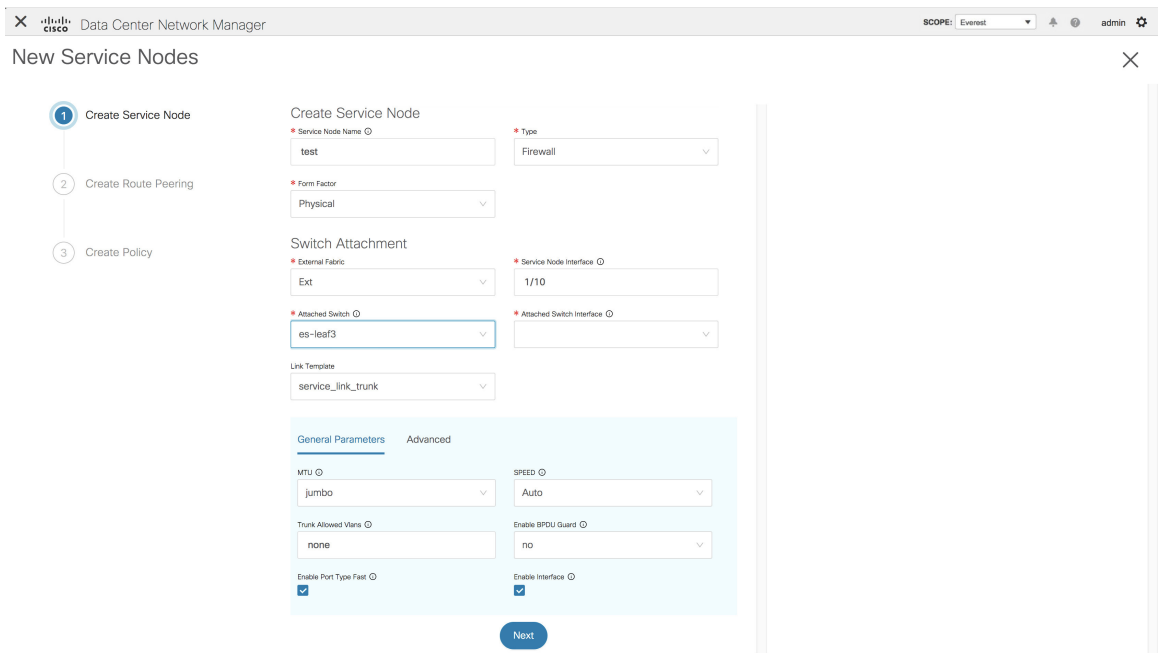 CISCO Data Center Network Manager SCOPE: Everest admin
New Service Nodes
1 Create Service Node
2 Create Route Peering
3 Create Policy
Create Service Node
* Service Node Name * Type
test Firewall
* Form Factor
Physical
Switch Attachment
* External Fabric * Service Node Interface
Ext 1/10
* Attached Switch * Attached Switch Interface
es-leaf3
Link Template
service_link_trunk
General Parameters Advanced
MTU SPEED
jumbo Auto
Trunk Allowed Vlans Enable BPDU Guard
none no
Enable Port Type Fast Enable Interface
Next